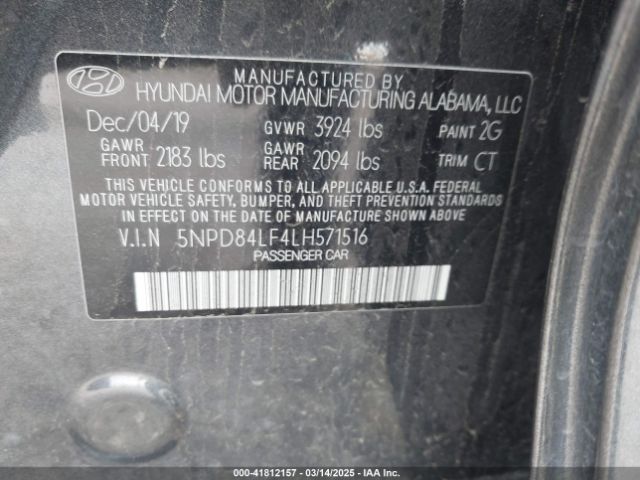 MANUFACTURED BY
HYUNDAI MOTOR MANUFACTURING ALABAMA, LLC
Dec/04/19 GVWR 3924 lbs PAINT 2G
GAWR FRONT 2183 lbs GAWR REAR 2094 lbs TRIM CT
THIS VEHICLE CONFORMS TO ALL APPLICABLE U.S.A. FEDERAL
MOTOR VEHICLE SAFETY, BUMPER, AND THEFT STANDARDS
IN EFFECT ON THE DATE OF MANUFACTURE SHOWN ABOVE.
V.I.N 5NPD84LF4LH571516
PASSENGER CAR
000-41812157 - 03/14/2025 - IAA Inc.